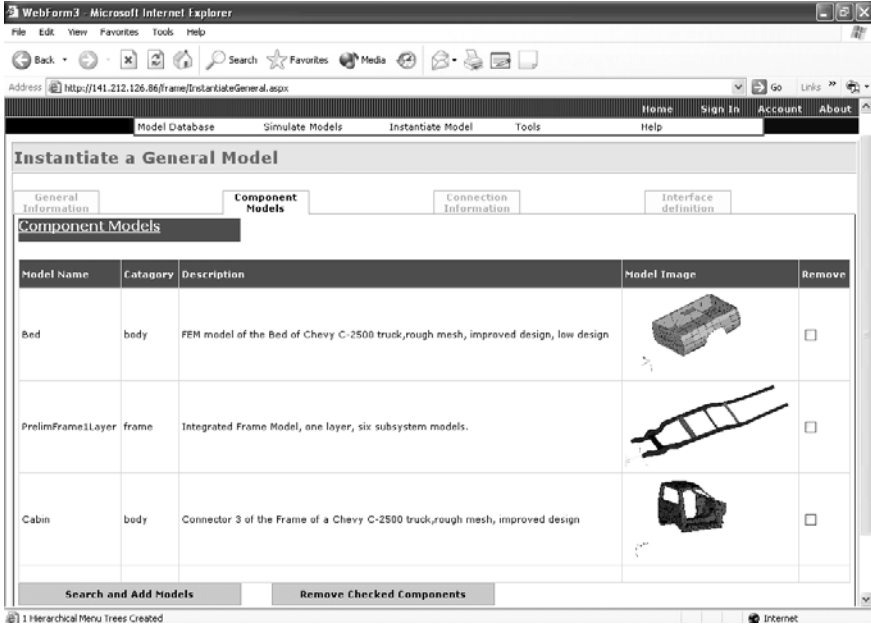 WebForm3 - Microsoft Internet Explorer
File Edit View Favorites Tools Help
Back Search Favorites Media
Address http://141.212.126.86/frame/InstantiateGeneral.aspx Go Links »
Home Sign In Account About
Model Database Simulate Models Instantiate Model Tools Help
Instantiate a General Model
General Information
Component Models
Connection Information
Interface definition
Component Models
Model Name Catagory Description Model Image Remove
Bed body FEM model of the Bed of Chevy C-2500 truck,rough mesh, improved design, low design
PrelimFrame1Layer frame Integrated Frame Model, one layer, six subsystem models.
Cabin body Connector 3 of the Frame of a Chevy C-2500 truck,rough mesh, improved design
Search and Add Models Remove Checked Components
1 Hierarchical Menu Trees Created Internet